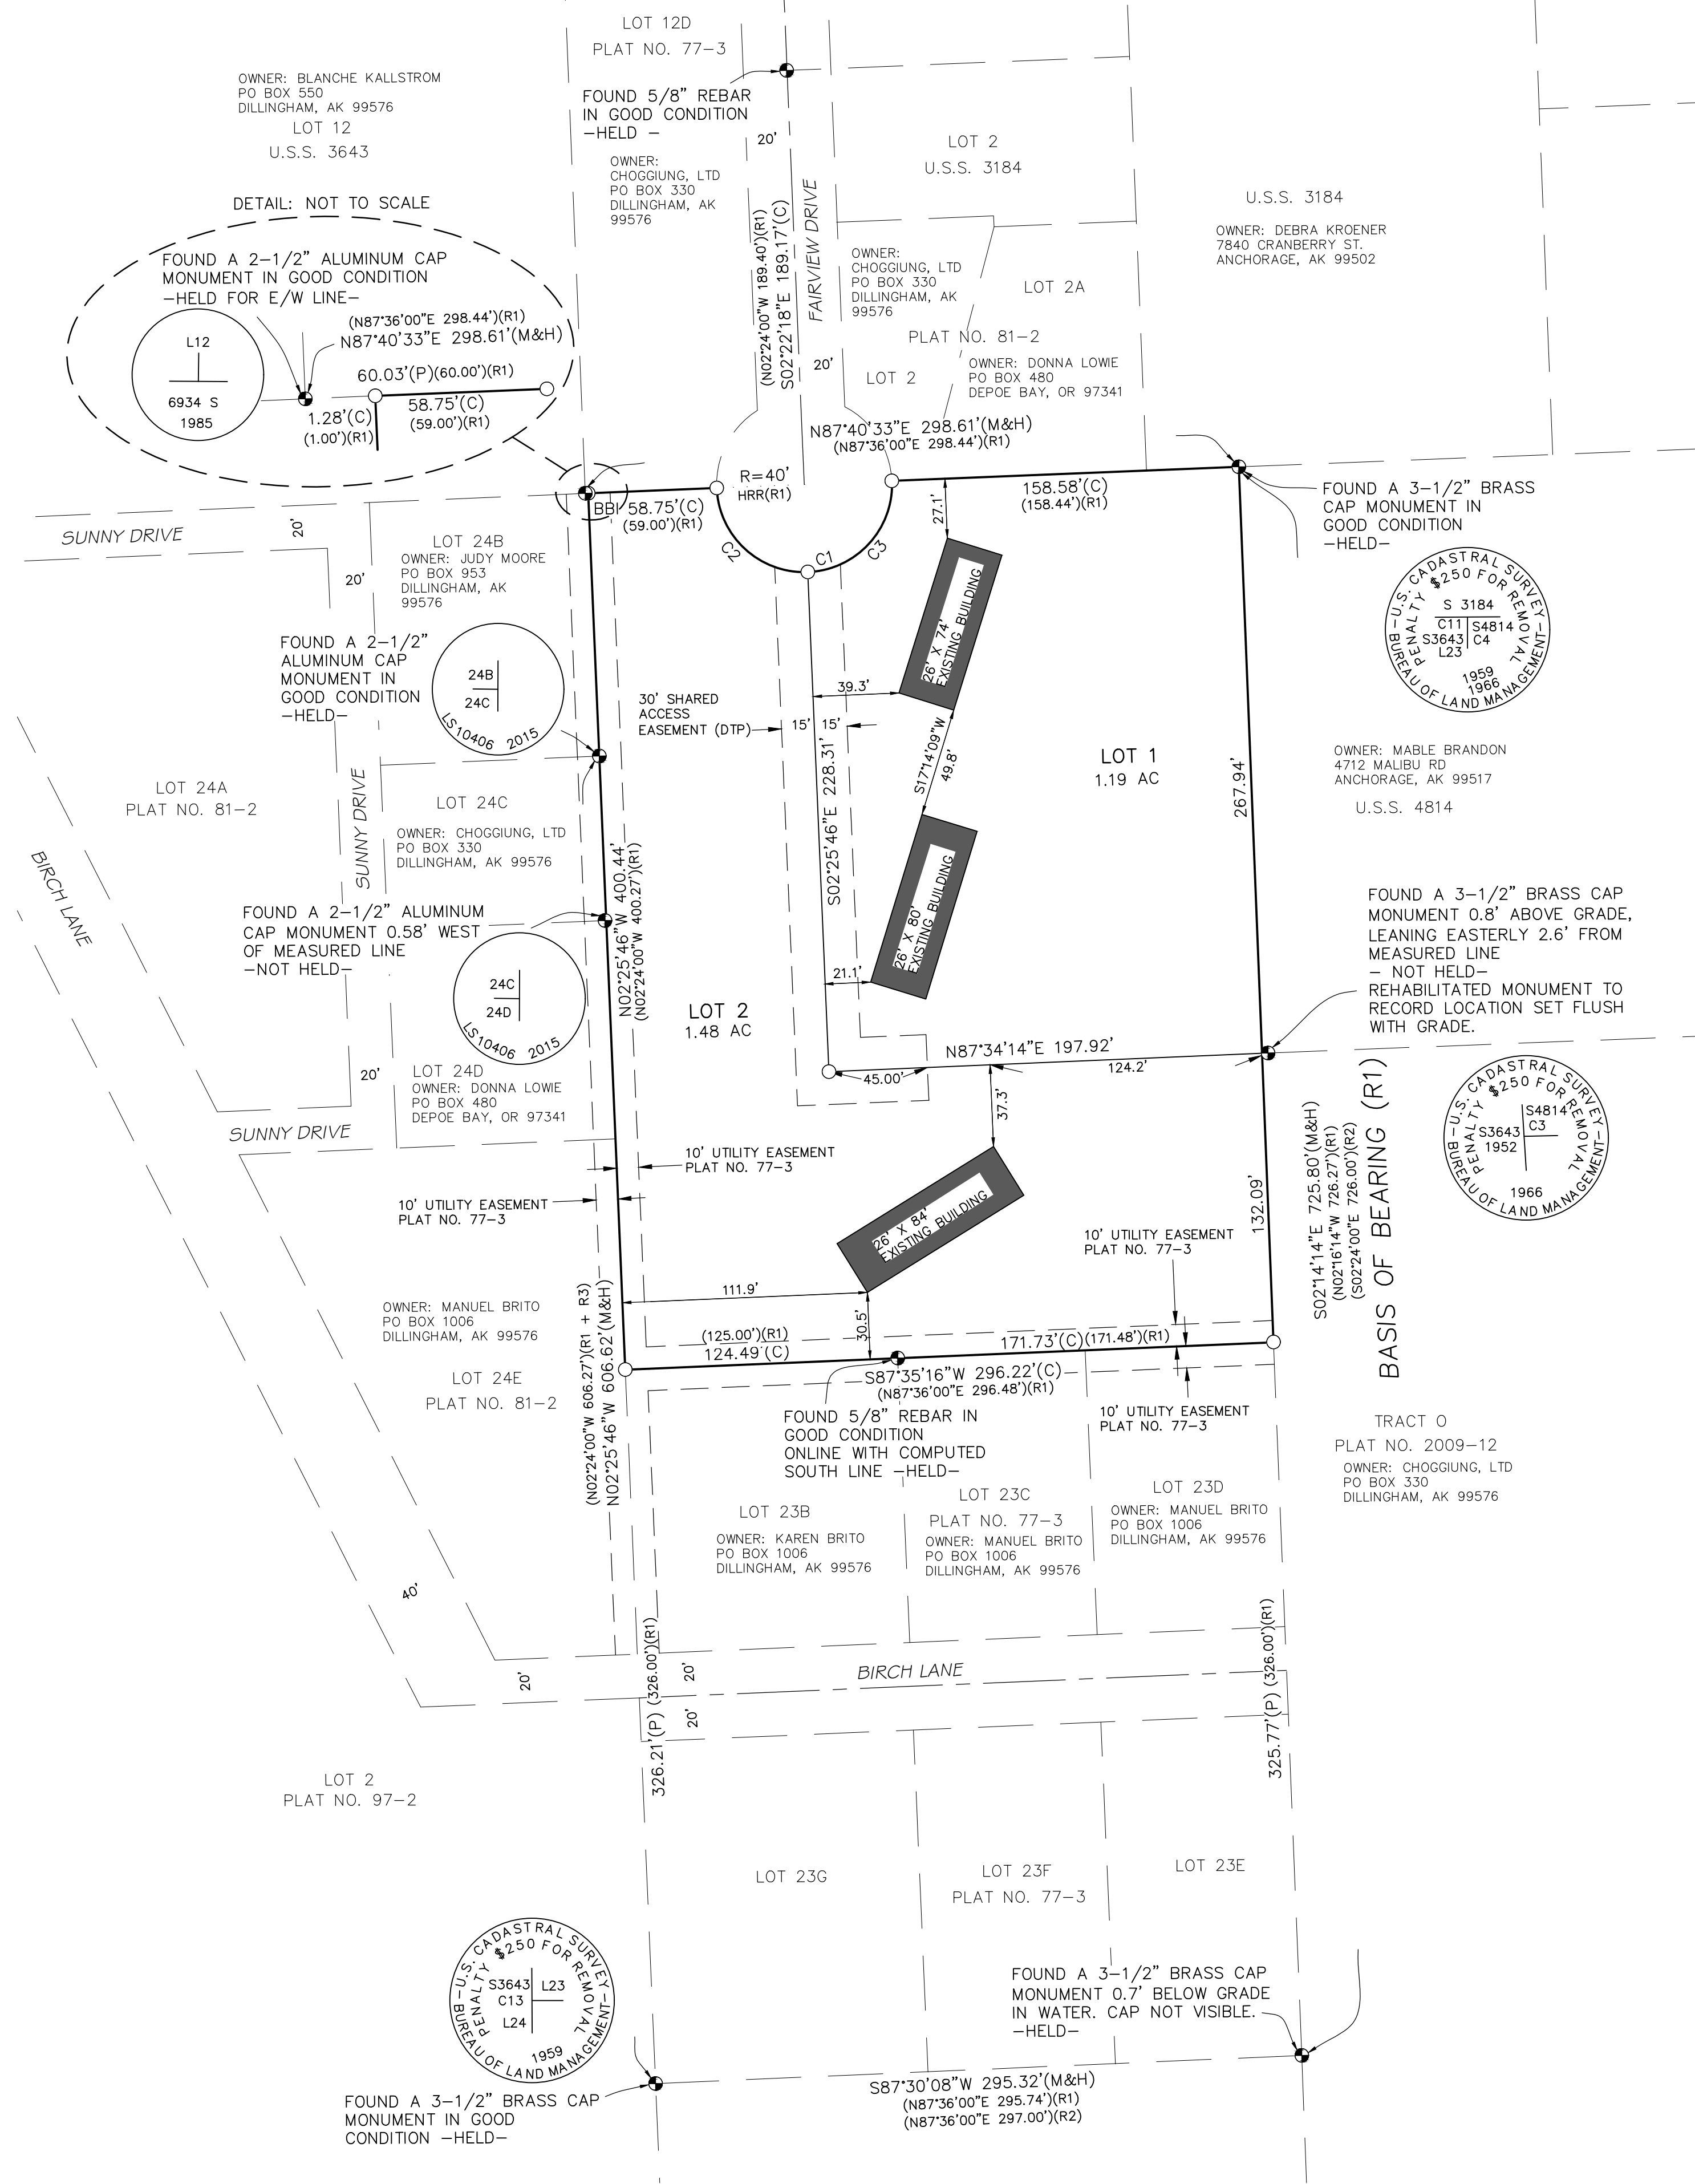 LOT 12D
PLAT NO. 77-3
OWNER: BLANCHE KALLSTROM
PO BOX 550
DILLINGHAM, AK 99576
LOT 12
U.S.S. 3643
FOUND 5/8" REBAR
IN GOOD CONDITION
-HELD -
20'
OWNER:
CHOGGIUNG, LTD
PO BOX 330
DILLINGHAM, AK
99576
LOT 2
U.S.S. 3184
U.S.S. 3184
OWNER: DEBRA KROENER
7840 CRANBERRY ST.
ANCHORAGE, AK 99502
DETAIL: NOT TO SCALE
FOUND A 2-1/2" ALUMINUM CAP
MONUMENT IN GOOD CONDITION
-HELD FOR E/W LINE-
(N87°36'00"E 298.44')(R1)
N87°40'33"E 298.61'(M&H)
L12
6934 S
1985
60.03'(P)(60.00')(R1)
1.28'(C)
(1.00')(R1)
58.75'(C)
(59.00')(R1)
(N02°24'00"W 189.40')(R1)
S02°22'18"E 189.17'(C)
FAIRVIEW DRIVE
20'
OWNER:
CHOGGIUNG, LTD
PO BOX 330
DILLINGHAM, AK
99576
LOT 2A
PLAT NO. 81-2
OWNER: DONNA LOWIE
PO BOX 480
DEPOE BAY, OR 97341
LOT 2
N87°40'33"E 298.61'(M&H)
(N87°36'00"E 298.44')(R1)
R=40'
HRR(R1)
BBI 58.75'(C)
(59.00')(R1)
158.58'(C)
(158.44')(R1)
27.1'
C2
C1
C3
FOUND A 3-1/2" BRASS
CAP MONUMENT IN
GOOD CONDITION
-HELD-
U.S. CADASTRAL SURVEY
PENALTY $250 FOR REMOVAL
S 3184
C11
S4814
S3643
C4
L23
1959
1966
BUREAU OF LAND MANAGEMENT
SUNNY DRIVE
20'
20'
LOT 24B
OWNER: JUDY MOORE
PO BOX 953
DILLINGHAM, AK
99576
FOUND A 2-1/2"
ALUMINUM CAP
MONUMENT IN
GOOD CONDITION
-HELD-
24B
24C
LS10406 2015
30' SHARED
ACCESS
EASEMENT (DTP)
15'
15'
39.3'
26' X 74'
EXISTING BUILDING
S17°14'09"W
49.8'
S02°25'46"E 228.31'
LOT 1
1.19 AC
267.94'
OWNER: MABLE BRANDON
4712 MALIBU RD
ANCHORAGE, AK 99517
U.S.S. 4814
LOT 24A
PLAT NO. 81-2
BIRCH LANE
SUNNY DRIVE
LOT 24C
OWNER: CHOGGIUNG, LTD
PO BOX 330
DILLINGHAM, AK 99576
FOUND A 2-1/2" ALUMINUM
CAP MONUMENT 0.58' WEST
OF MEASURED LINE
-NOT HELD-
24C
24D
LS10406 2015
N02°25'46"W 400.44'
(N02°24'00"W 400.27')(R1)
26' X 80'
EXISTING BUILDING
21.1'
LOT 2
1.48 AC
FOUND A 3-1/2" BRASS CAP
MONUMENT 0.8' ABOVE GRADE,
LEANING EASTERLY 2.6' FROM
MEASURED LINE
- NOT HELD-
REHABILITATED MONUMENT TO
RECORD LOCATION SET FLUSH
WITH GRADE.
N87°34'14"E 197.92'
45.00'
124.2'
37.3'
20'
LOT 24D
OWNER: DONNA LOWIE
PO BOX 480
DEPOE BAY, OR 97341
SUNNY DRIVE
U.S. CADASTRAL SURVEY
PENALTY $250 FOR REMOVAL
S4814
C3
S3643
1952
1966
BUREAU OF LAND MANAGEMENT
10' UTILITY EASEMENT
PLAT NO. 77-3
10' UTILITY EASEMENT
PLAT NO. 77-3
26' X 84'
EXISTING BUILDING
10' UTILITY EASEMENT
PLAT NO. 77-3
132.09'
S02°14'14"E 725.80'(M&H)
(N02°16'14"W 726.27')(R1)
(S02°24'00"E 726.00')(R2)
BASIS OF BEARING (R1)
111.9'
30.5'
OWNER: MANUEL BRITO
PO BOX 1006
DILLINGHAM, AK 99576
LOT 24E
PLAT NO. 81-2
(N02°24'00"W 606.27')(R1 + R3)
N02°25'46"W 606.62'(M&H)
(125.00')(R1)
124.49'(C)
171.73'(C)(171.48')(R1)
S87°35'16"W 296.22'(C)
(N87°36'00"E 296.48')(R1)
FOUND 5/8" REBAR IN
GOOD CONDITION
ONLINE WITH COMPUTED
SOUTH LINE -HELD-
10' UTILITY EASEMENT
PLAT NO. 77-3
TRACT O
PLAT NO. 2009-12
OWNER: CHOGGIUNG, LTD
PO BOX 330
DILLINGHAM, AK 99576
LOT 23B
OWNER: KAREN BRITO
PO BOX 1006
DILLINGHAM, AK 99576
LOT 23C
PLAT NO. 77-3
OWNER: MANUEL BRITO
PO BOX 1006
DILLINGHAM, AK 99576
LOT 23D
OWNER: MANUEL BRITO
PO BOX 1006
DILLINGHAM, AK 99576
40'
20'
20'
20'
BIRCH LANE
326.21'(P) (326.00')(R1)
325.77'(P) (326.00')(R1)
LOT 2
PLAT NO. 97-2
LOT 23G
LOT 23F
PLAT NO. 77-3
LOT 23E
U.S. CADASTRAL SURVEY
PENALTY $250 FOR REMOVAL
S3643
L23
C13
L24
1959
BUREAU OF LAND MANAGEMENT
FOUND A 3-1/2" BRASS CAP
MONUMENT 0.7' BELOW GRADE
IN WATER. CAP NOT VISIBLE.
-HELD-
FOUND A 3-1/2" BRASS CAP
MONUMENT IN GOOD
CONDITION -HELD-
S87°30'08"W 295.32'(M&H)
(N87°36'00"E 295.74')(R1)
(N87°36'00"E 297.00')(R2)